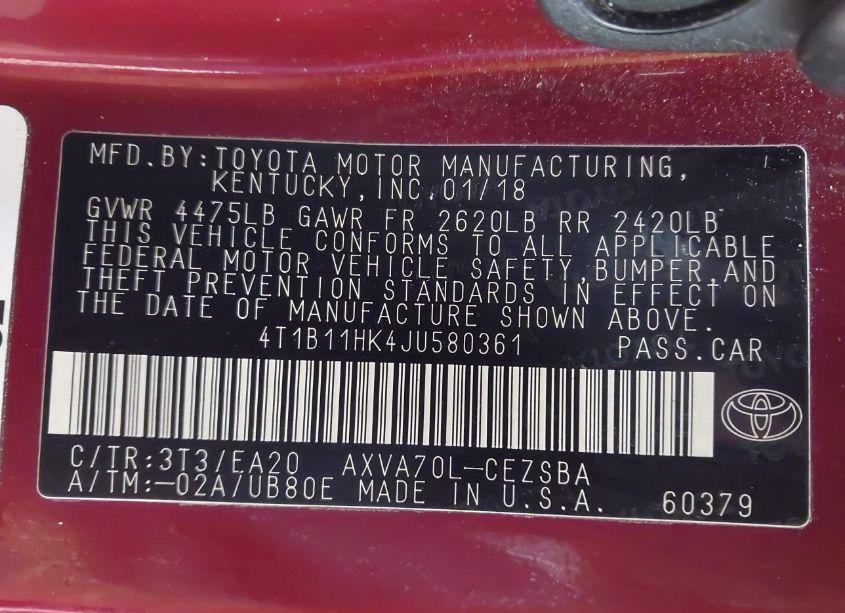 MFD.BY:TOYOTA MOTOR MANUFACTURING,
KENTUCKY,INC.01/18
GVWR 4475LB GAWR FR 2620LB RR 2420LB
THIS VEHICLE CONFORMS TO ALL APPLICABLE
FEDERAL MOTOR VEHICLE SAFETY,BUMPER,AND
THEFT PREVENTION STANDARDS IN EFFECT ON
THE DATE OF MANUFACTURE SHOWN ABOVE.
4T1B11HK4JU580361 PASS.CAR
C/TR:3T3/EA20 AXVA70L-CEZSBA
A/TM:-02A/UB80E MADE IN U.S.A. 60379